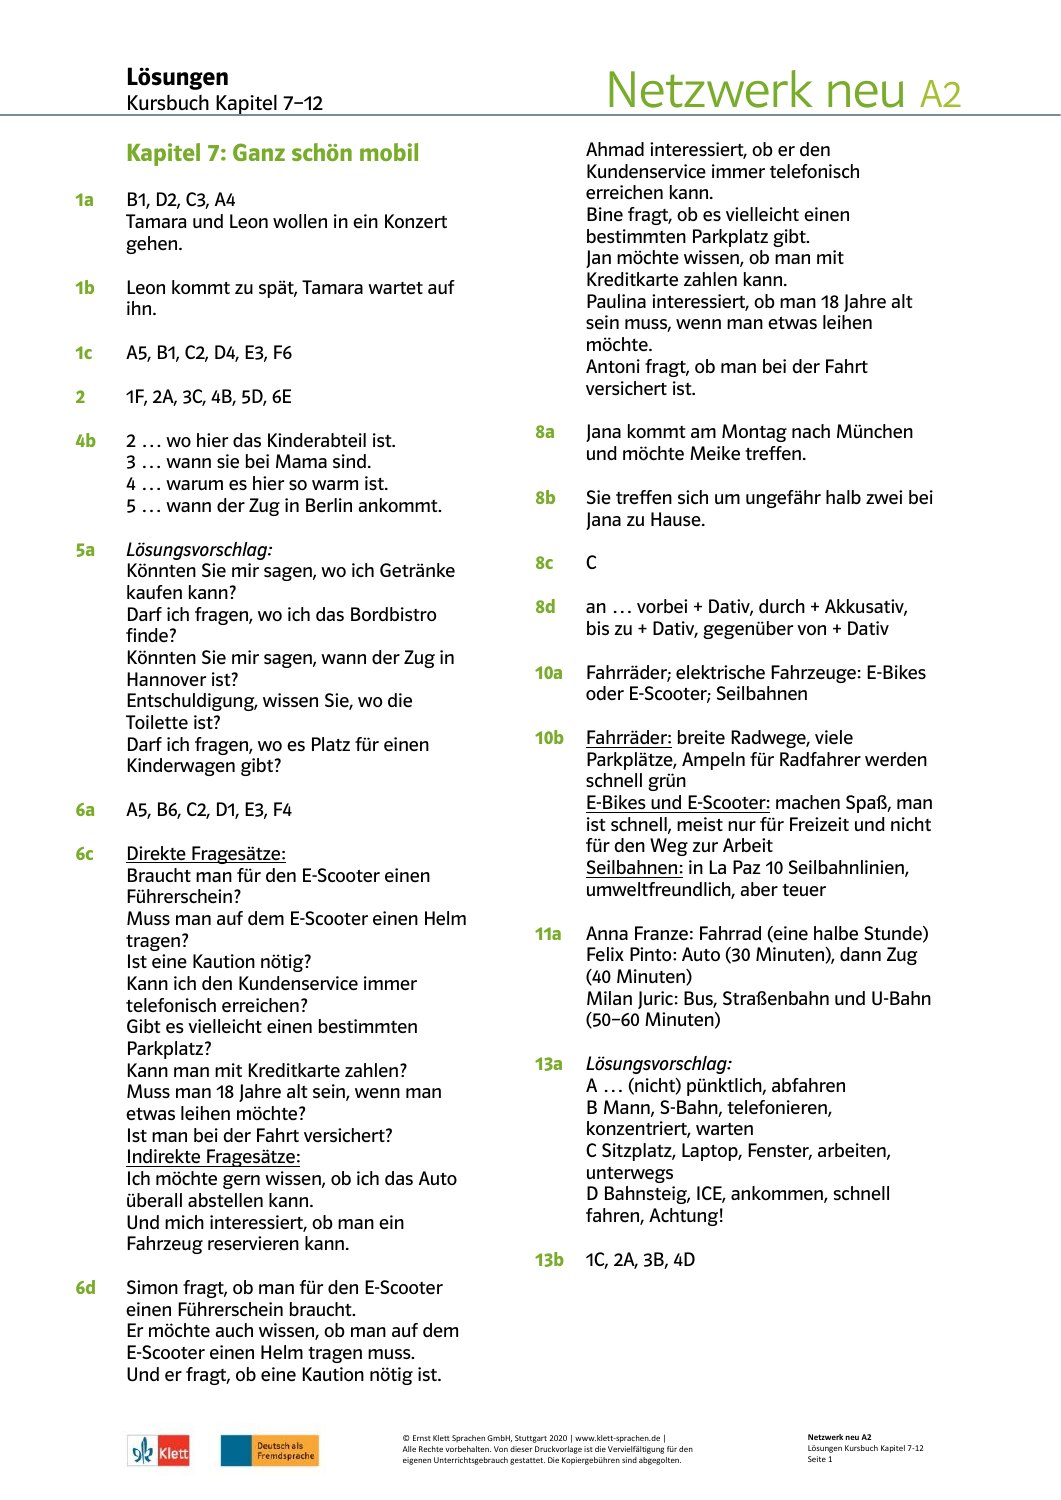 Lösungen
Kursbuch Kapitel 7–12
Netzwerk neu A2
Kapitel 7: Ganz schön mobil
1a B1, D2, C3, A4
Tamara und Leon wollen in ein Konzert
gehen.
1b Leon kommt zu spät, Tamara wartet auf
ihn.
1c A5, B1, C2, D4, E3, F6
2 1F, 2A, 3C, 4B, 5D, 6E
4b 2 … wo hier das Kinderabteil ist.
3 … wann sie bei Mama sind.
4 … warum es hier so warm ist.
5 … wann der Zug in Berlin ankommt.
5a Lösungsvorschlag:
Könnten Sie mir sagen, wo ich Getränke
kaufen kann?
Darf ich fragen, wo ich das Bordbistro
finde?
Könnten Sie mir sagen, wann der Zug in
Hannover ist?
Entschuldigung, wissen Sie, wo die
Toilette ist?
Darf ich fragen, wo es Platz für einen
Kinderwagen gibt?
6a A5, B6, C2, D1, E3, F4
6c Direkte Fragesätze:
Braucht man für den E-Scooter einen
Führerschein?
Muss man auf dem E-Scooter einen Helm
tragen?
Ist eine Kaution nötig?
Kann ich den Kundenservice immer
telefonisch erreichen?
Gibt es vielleicht einen bestimmten
Parkplatz?
Kann man mit Kreditkarte zahlen?
Muss man 18 Jahre alt sein, wenn man
etwas leihen möchte?
Ist man bei der Fahrt versichert?
Indirekte Fragesätze:
Ich möchte gern wissen, ob ich das Auto
überall abstellen kann.
Und mich interessiert, ob man ein
Fahrzeug reservieren kann.
6d Simon fragt, ob man für den E-Scooter
einen Führerschein braucht.
Er möchte auch wissen, ob man auf dem
E-Scooter einen Helm tragen muss.
Und er fragt, ob eine Kaution nötig ist.
Ahmad interessiert, ob er den
Kundenservice immer telefonisch
erreichen kann.
Bine fragt, ob es vielleicht einen
bestimmten Parkplatz gibt.
Jan möchte wissen, ob man mit
Kreditkarte zahlen kann.
Paulina interessiert, ob man 18 Jahre alt
sein muss, wenn man etwas leihen
möchte.
Antoni fragt, ob man bei der Fahrt
versichert ist.
8a Jana kommt am Montag nach München
und möchte Meike treffen.
8b Sie treffen sich um ungefähr halb zwei bei
Jana zu Hause.
8c C
8d an … vorbei + Dativ, durch + Akkusativ,
bis zu + Dativ, gegenüber von + Dativ
10a Fahrräder; elektrische Fahrzeuge: E-Bikes
oder E-Scooter; Seilbahnen
10b Fahrräder: breite Radwege, viele
Parkplätze, Ampeln für Radfahrer werden
schnell grün
E-Bikes und E-Scooter: machen Spaß, man
ist schnell, meist nur für Freizeit und nicht
für den Weg zur Arbeit
Seilbahnen: in La Paz 10 Seilbahnlinien,
umweltfreundlich, aber teuer
11a Anna Franze: Fahrrad (eine halbe Stunde)
Felix Pinto: Auto (30 Minuten), dann Zug
(40 Minuten)
Milan Juric: Bus, Straßenbahn und U-Bahn
(50–60 Minuten)
13a Lösungsvorschlag:
A … (nicht) pünktlich, abfahren
B Mann, S-Bahn, telefonieren,
konzentriert, warten
C Sitzplatz, Laptop, Fenster, arbeiten,
unterwegs
D Bahnsteig, ICE, ankommen, schnell
fahren, Achtung!
13b 1C, 2A, 3B, 4D
Klett
Deutsch als
Fremdsprache
© Ernst Klett Sprachen GmbH, Stuttgart 2020 | www.klett-sprachen.de |
Alle Rechte vorbehalten. Von dieser Druckvorlage ist die Vervielfältigung für den
eigenen Unterrichtsgebrauch gestattet. Die Kopiergebühren sind abgegolten.
Netzwerk neu A2
Lösungen Kursbuch Kapitel 7-12
Seite 1